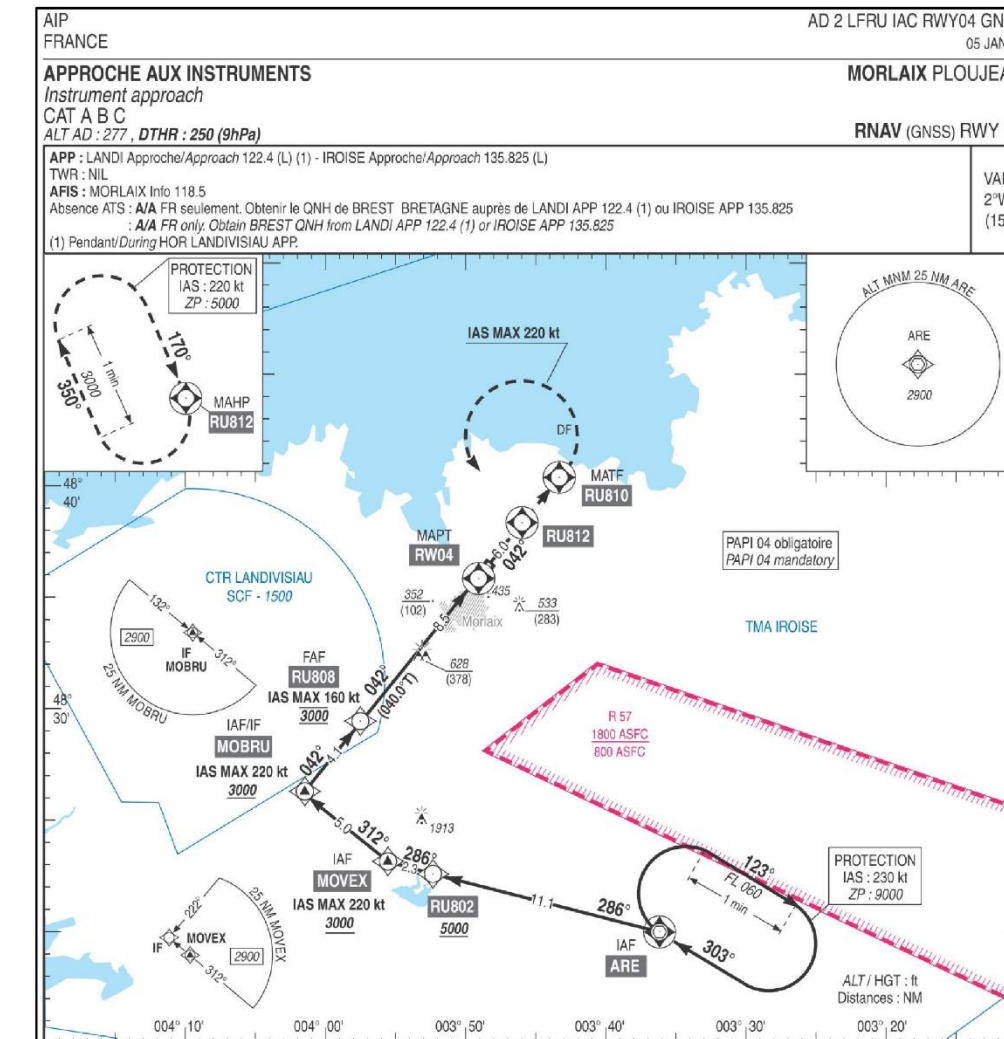 AIP
AD 2 LFRU IAC RWY04 GN
FRANCE
05 JAN
APPROCHE AUX INSTRUMENTS
MORLAIX PLOUJEA
Instrument approach
CAT A B C
ALT AD : 277 , DTHR : 250 (9hPa)
RNAV (GNSS) RWY
APP : LANDI Approche/Approach 122.4 (L) (1) - IROISE Approche/Approach 135.825 (L)
TWR : NIL
AFIS : MORLAIX Info 118.5
Absence ATS : A/A FR seulement. Obtenir le QNH de BREST BRETAGNE auprès de LANDI APP 122.4 (1) ou IROISE APP 135.825
: A/A FR only. Obtain BREST QNH from LANDI APP 122.4 (1) or IROISE APP 135.825
(1) Pendant/During HOR LANDIVISIAU APP.
VAR
2°W
(15
PROTECTION
IAS : 220 kt
ZP : 5000
170°
1 min
3000
350°
MAHP
RU812
IAS MAX 220 kt
DF
ALT MNM 25 NM ARE
ARE
2900
48°
40'
MATF
RU810
RU812
MAPT
RW04
6.0
042°
PAPI 04 obligatoire
PAPI 04 mandatory
CTR LANDIVISIAU
SCF - 1500
352
(102)
435
533
(283)
Morlaix
TMA IROISE
8.5
132°
2900
312°
IF
MOBRU
25 NM MOBRU
628
(378)
FAF
RU808
IAS MAX 160 kt
3000
042°
(040.0°T)
48°
30'
R 57
1800 ASFC
800 ASFC
IAF/IF
MOBRU
IAS MAX 220 kt
3000
042°
4.1
5.0
312°
1913
286°
2.3
IAF
MOVEX
IAS MAX 220 kt
3000
RU802
5000
11.1
286°
123°
FL 060
1 min
303°
IAF
ARE
PROTECTION
IAS : 230 kt
ZP : 9000
222°
25 NM MOVEX
IF
MOVEX
2900
312°
ALT / HGT : ft
Distances : NM
004° 10'
004° 00'
003° 50'
003° 40'
003° 30'
003° 20'